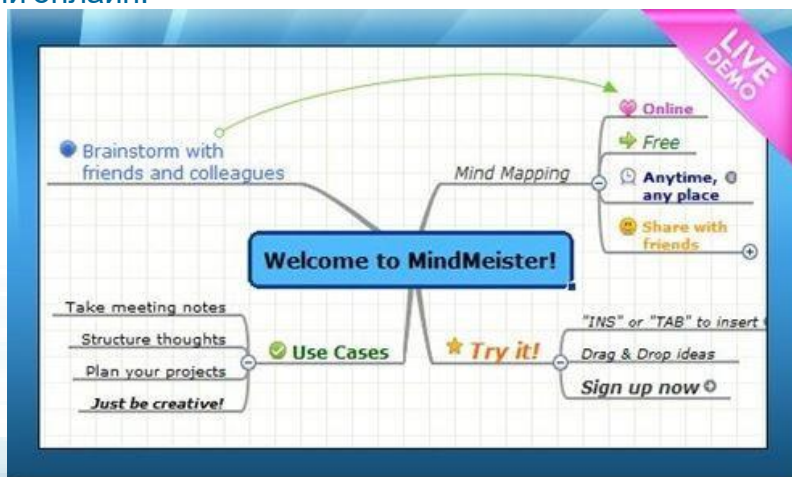 онлайн.
LIVE
DEMO
Brainstorm with
friends and colleagues
Mind Mapping
Online
Free
Anytime,
any place
Share with
friends
Welcome to MindMeister!
Take meeting notes
Structure thoughts
Plan your projects
Just be creative!
Use Cases
Try it!
"INS" or "TAB" to insert
Drag & Drop ideas
Sign up now